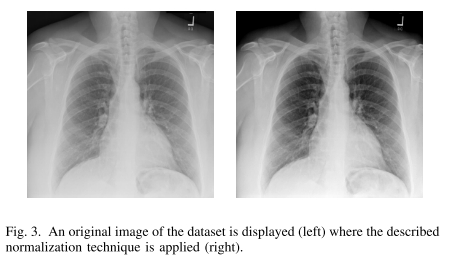 Fig. 3. An original image of the dataset is displayed (left) where the described
normalization technique is applied (right).